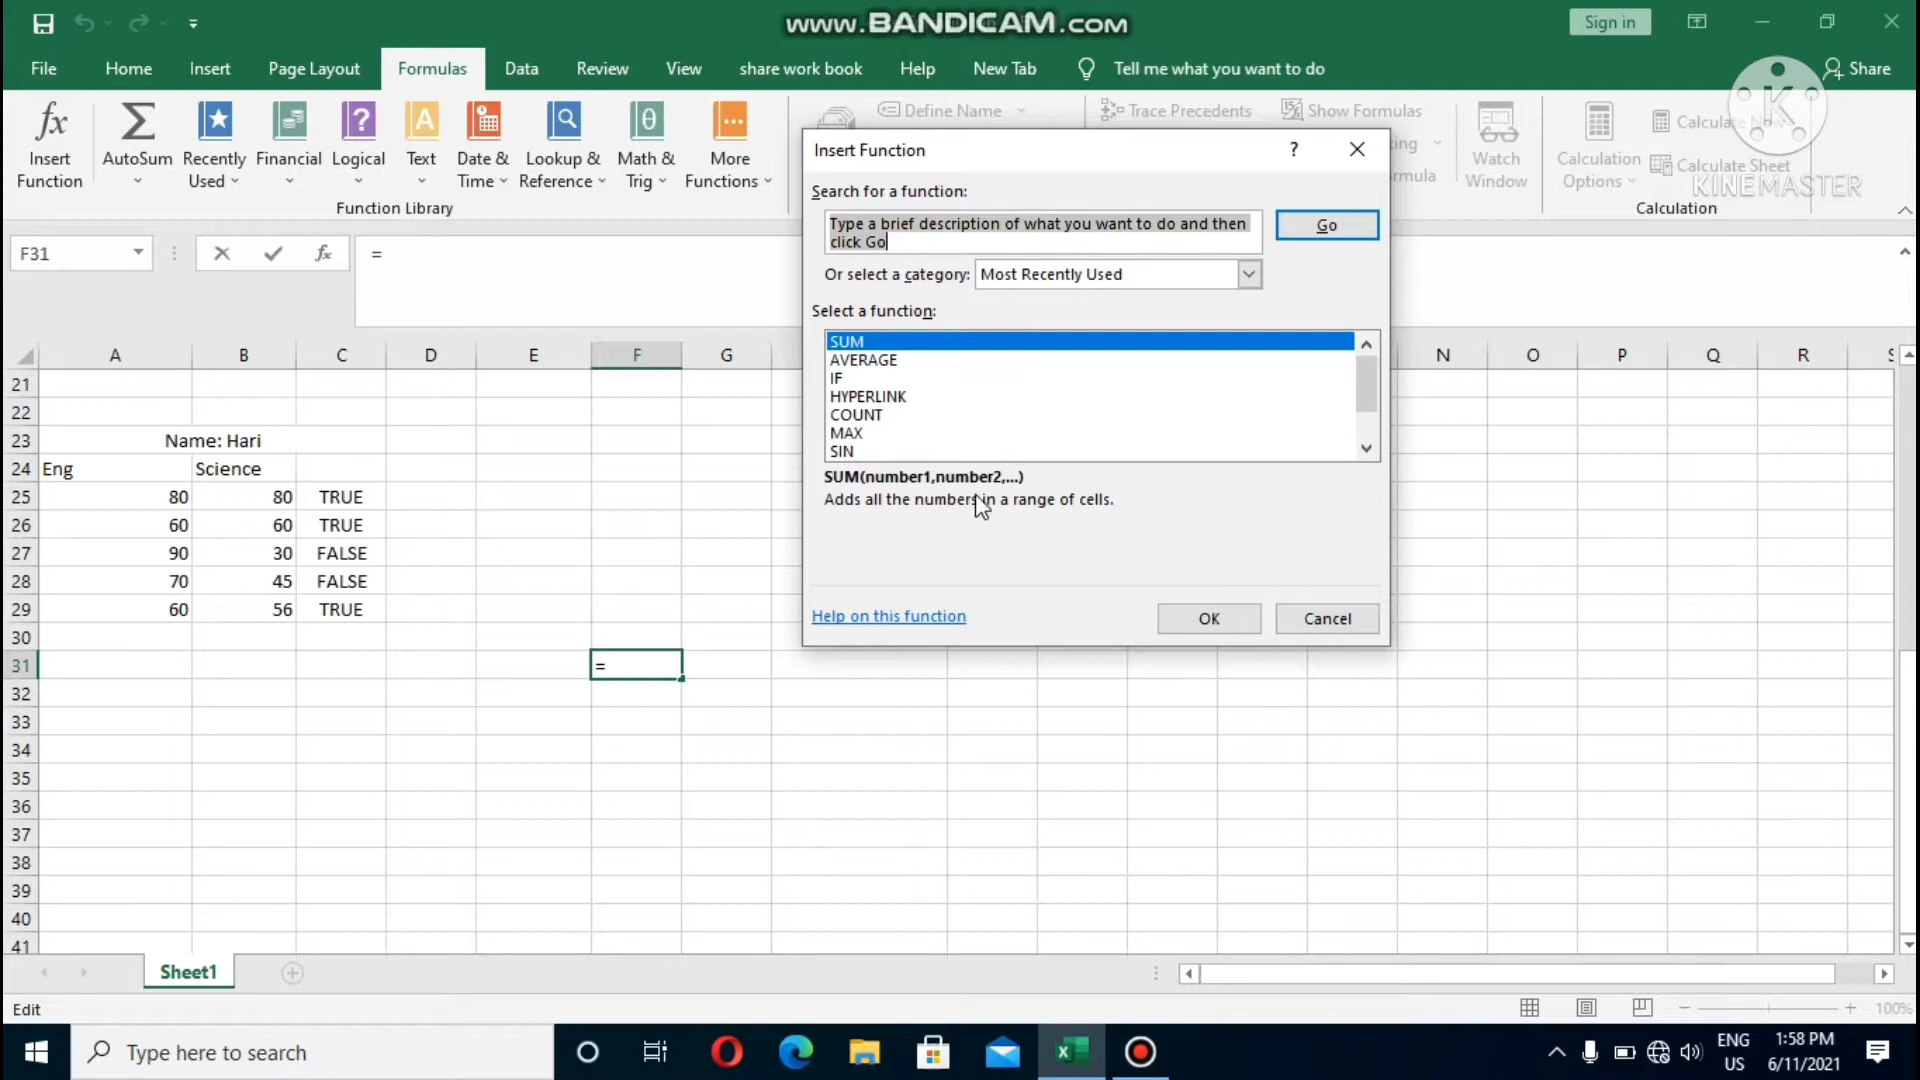 www.BANDICAM.com
Sign in
File Home Insert Page Layout Formulas Data Review View share work book Help New Tab Tell me what you want to do Share
fx Insert Function
AutoSum
Recently Used
Financial
Logical
Text
Date & Time
Lookup & Reference
Math & Trig
More Functions
Function Library
Define Name
Trace Precedents
Show Formulas
Watch Window
Calculation Options
Calculate Now
Calculate Sheet
Calculation
K
KINEMASTER
Insert Function
?
Search for a function:
Type a brief description of what you want to do and then
click Go
Go
Or select a category: Most Recently Used
Select a function:
SUM
AVERAGE
IF
HYPERLINK
COUNT
MAX
SIN
SUM(number1,number2,...)
Adds all the numbers in a range of cells.
Help on this function
OK
Cancel
F31
fx
=
A B C D E F G N O P Q R S
21
22
23 Name: Hari
24 Eng Science
25 80 80 TRUE
26 60 60 TRUE
27 90 30 FALSE
28 70 45 FALSE
29 60 56 TRUE
30
31 =
32
33
34
35
36
37
38
39
40
41
Sheet1
Edit
100%
Type here to search
ENG
US
1:58 PM
6/11/2021